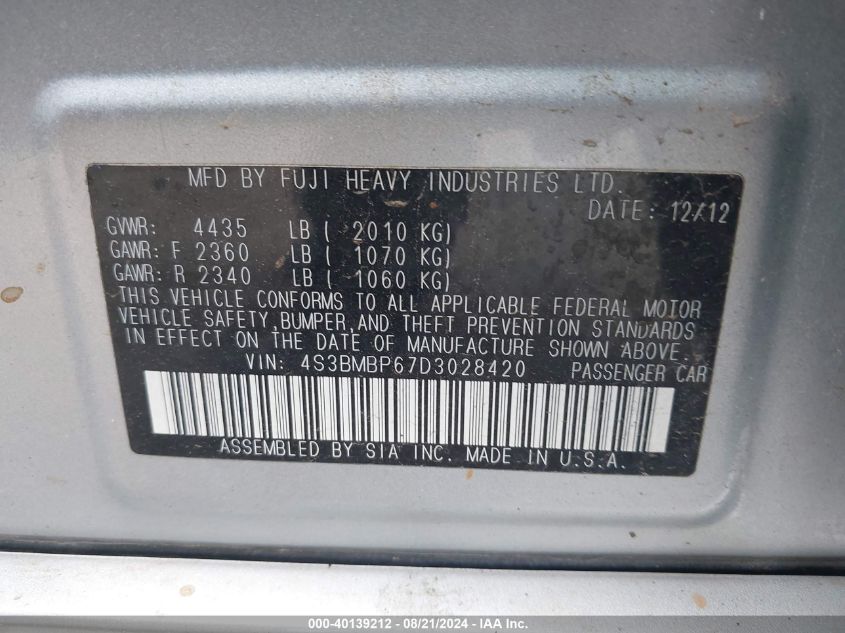 MFD BY FUJI HEAVY INDUSTRIES LTD.
DATE: 12/12
GVWR: 4435 LB ( 2010 KG)
GAWR: F 2360 LB ( 1070 KG)
GAWR: R 2340 LB ( 1060 KG)
THIS VEHICLE CONFORMS TO ALL APPLICABLE FEDERAL MOTOR
VEHICLE SAFETY, BUMPER, AND THEFT PREVENTION STANDARDS
IN EFFECT ON THE DATE OF MANUFACTURE SHOWN ABOVE.
VIN: 4S3BMBP67D3028420 PASSENGER CAR
ASSEMBLED BY SIA INC. MADE IN U.S.A.
000-40139212 - 08/21/2024 - IAAI Inc.